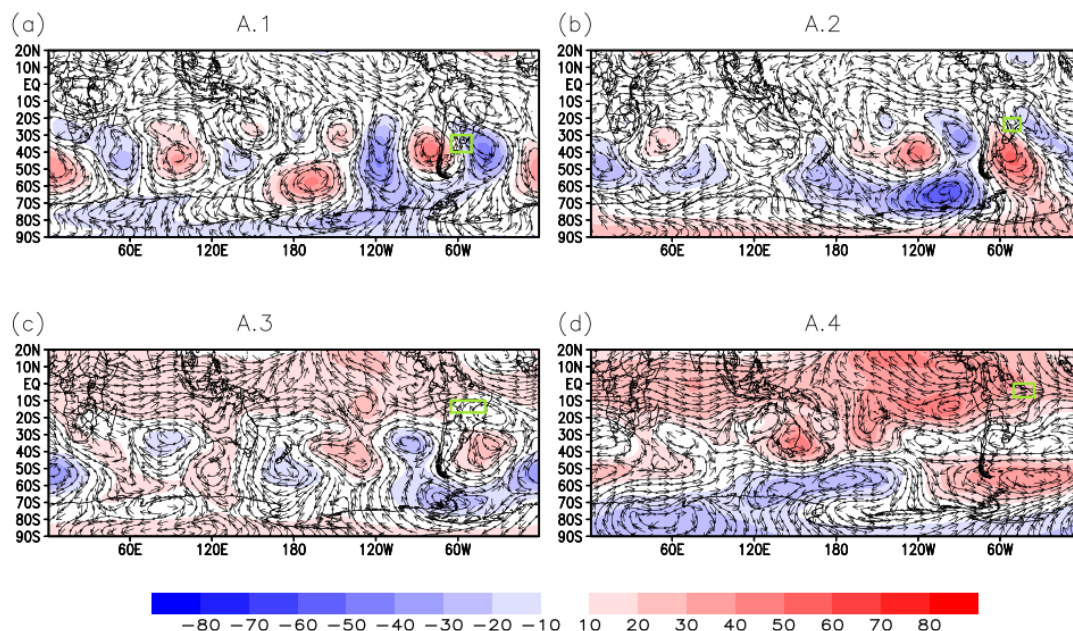 (a) A.1 (b) A.2
20N 20N
10N 10N
EQ EQ
10S 10S
20S 20S
30S 30S
40S 40S
50S 50S
60S 60S
70S 70S
80S 80S
90S 90S
60E 120E 180 120W 60W 60E 120E 180 120W 60W
(c) A.3 (d) A.4
20N 20N
10N 10N
EQ EQ
10S 10S
20S 20S
30S 30S
40S 40S
50S 50S
60S 60S
70S 70S
80S 80S
90S 90S
60E 120E 180 120W 60W 60E 120E 180 120W 60W
-80 -70 -60 -50 -40 -30 -20 -10 10 20 30 40 50 60 70 80